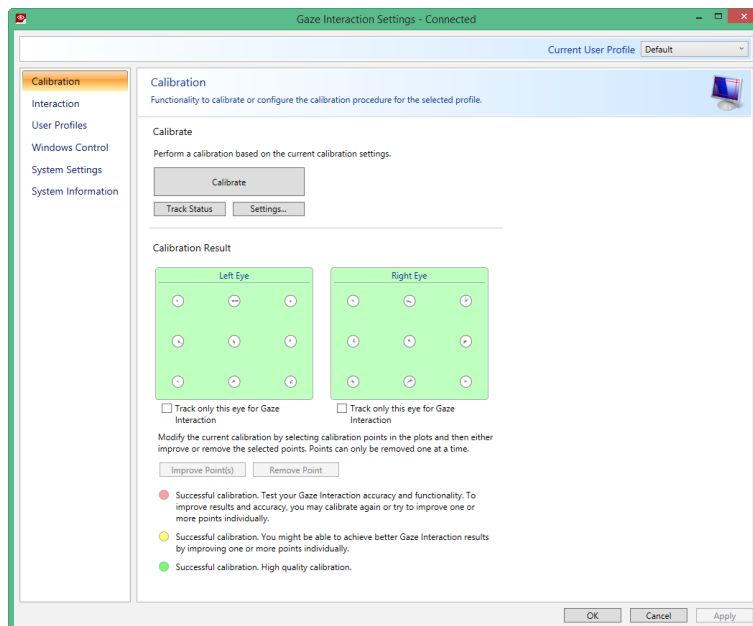 Gaze Interaction Settings - Connected
Current User Profile Default
Calibration
Interaction
User Profiles
Windows Control
System Settings
System Information
Calibration
Functionality to calibrate or configure the calibration procedure for the selected profile.
Calibrate
Perform a calibration based on the current calibration settings.
Calibrate
Track Status Settings...
Calibration Result
Left Eye Right Eye
Track only this eye for Gaze
Interaction
Track only this eye for Gaze
Interaction
Modify the current calibration by selecting calibration points in the plots and then either
improve or remove the selected points. Points can only be removed one at a time.
Improve Point(s) Remove Point
Successful calibration. Test your Gaze Interaction accuracy and functionality. To
improve results and accuracy, you may calibrate again or try to improve one or
more points individually.
Successful calibration. You might be able to achieve better Gaze Interaction results
by improving one or more points individually.
Successful calibration. High quality calibration.
OK Cancel Apply